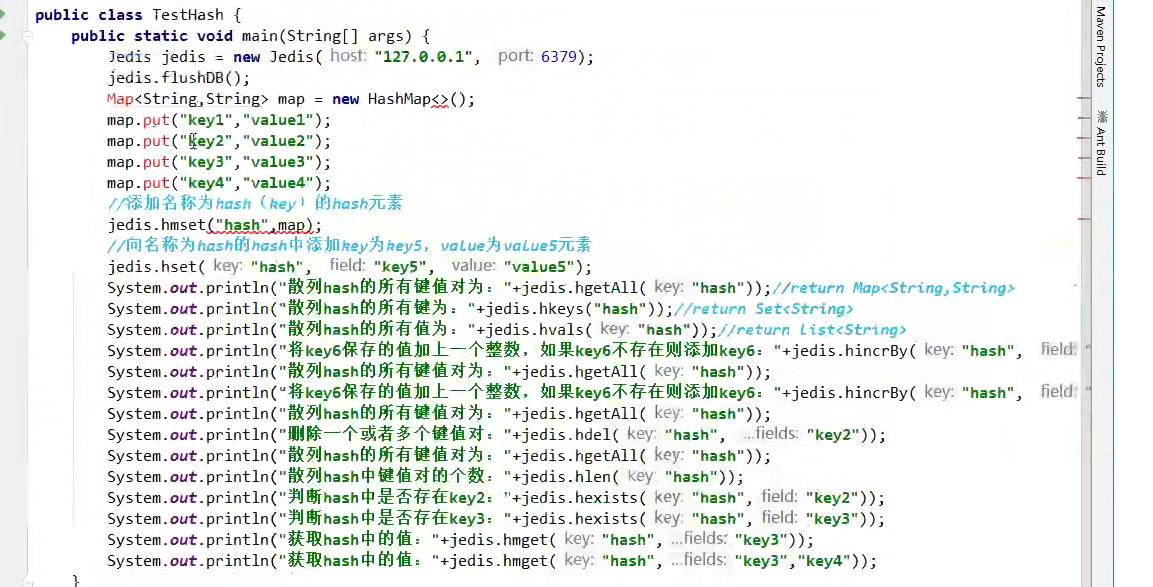 public class TestHash {
public static void main(String[] args) {
Jedis jedis = new Jedis( host: "127.0.0.1", port: 6379);
jedis.flushDB();
Map<String,String> map = new HashMap<>();
map.put("key1","value1");
map.put("key2","value2");
map.put("key3","value3");
map.put("key4","value4");
//添加名称为hash（key）的hash元素
jedis.hmset("hash",map);
//向名称为hash的hash中添加key为key5，value为value5元素
jedis.hset( key: "hash", field: "key5", value: "value5");
System.out.println("散列hash的所有键值对为："+jedis.hgetAll( key: "hash"));//return Map<String,String>
System.out.println("散列hash的所有键为："+jedis.hkeys("hash"));//return Set<String>
System.out.println("散列hash的所有值为："+jedis.hvals( key: "hash"));//return List<String>
System.out.println("将key6保存的值加上一个整数，如果key6不存在则添加key6："+jedis.hincrBy( key: "hash", field: "
System.out.println("散列hash的所有键值对为："+jedis.hgetAll( key: "hash"));
System.out.println("将key6保存的值加上一个整数，如果key6不存在则添加key6："+jedis.hincrBy( key: "hash", field: "
System.out.println("散列hash的所有键值对为："+jedis.hgetAll( key: "hash"));
System.out.println("删除一个或者多个键值对："+jedis.hdel( key: "hash", ...fields: "key2"));
System.out.println("散列hash的所有键值对为："+jedis.hgetAll( key: "hash"));
System.out.println("散列hash中键值对的个数："+jedis.hlen( key: "hash"));
System.out.println("判断hash中是否存在key2："+jedis.hexists( key: "hash", field: "key2"));
System.out.println("判断hash中是否存在key3："+jedis.hexists( key: "hash", field: "key3"));
System.out.println("获取hash中的值："+jedis.hmget( key: "hash", ...fields: "key3"));
System.out.println("获取hash中的值："+jedis.hmget( key: "hash", ...fields: "key3","key4"));
}
Maven Projects
Ant Build